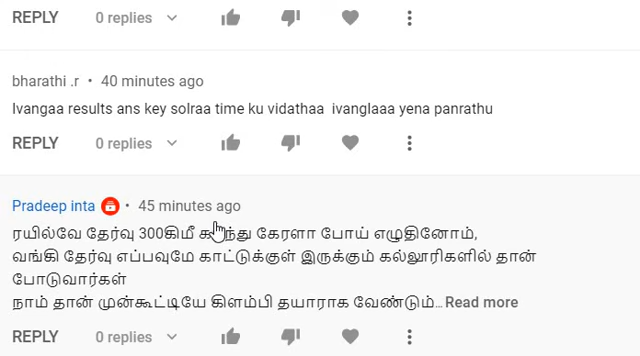 REPLY 0 replies
bharathi .r • 40 minutes ago
Ivangaa results ans key solraa time ku vidathaa ivanglaaa yena panrathu
REPLY 0 replies
Pradeep inta • 45 minutes ago
ரயில்வே தேர்வு 300கிமீ கேரளா போய் எழுதினோம்,
வங்கி தேர்வு எப்பவுமே காட்டுக்குள் இருக்கும் கல்லூரிகளில் தான்
போடுவார்கள்
நாம் தான் முன்கூட்டியே கிளம்பி தயாராக வேண்டும்... Read more
REPLY 0 replies